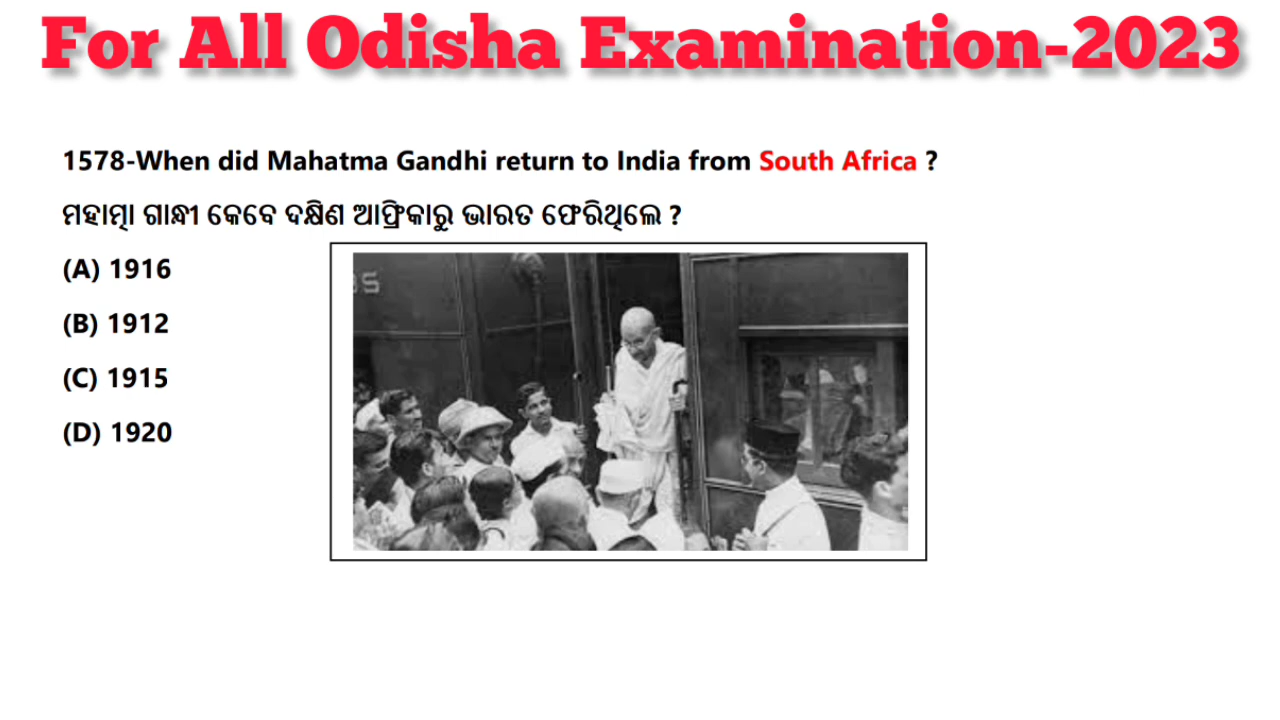 For All Odisha Examination-2023
1578-When did Mahatma Gandhi return to India from South Africa ?
ମହାତ୍ମା ଗାନ୍ଧୀ କେବେ ଦକ୍ଷିଣ ଆଫ୍ରିକାରୁ ଭାରତ ଫେରିଥିଲେ ?
(A) 1916
(B) 1912
(C) 1915
(D) 1920